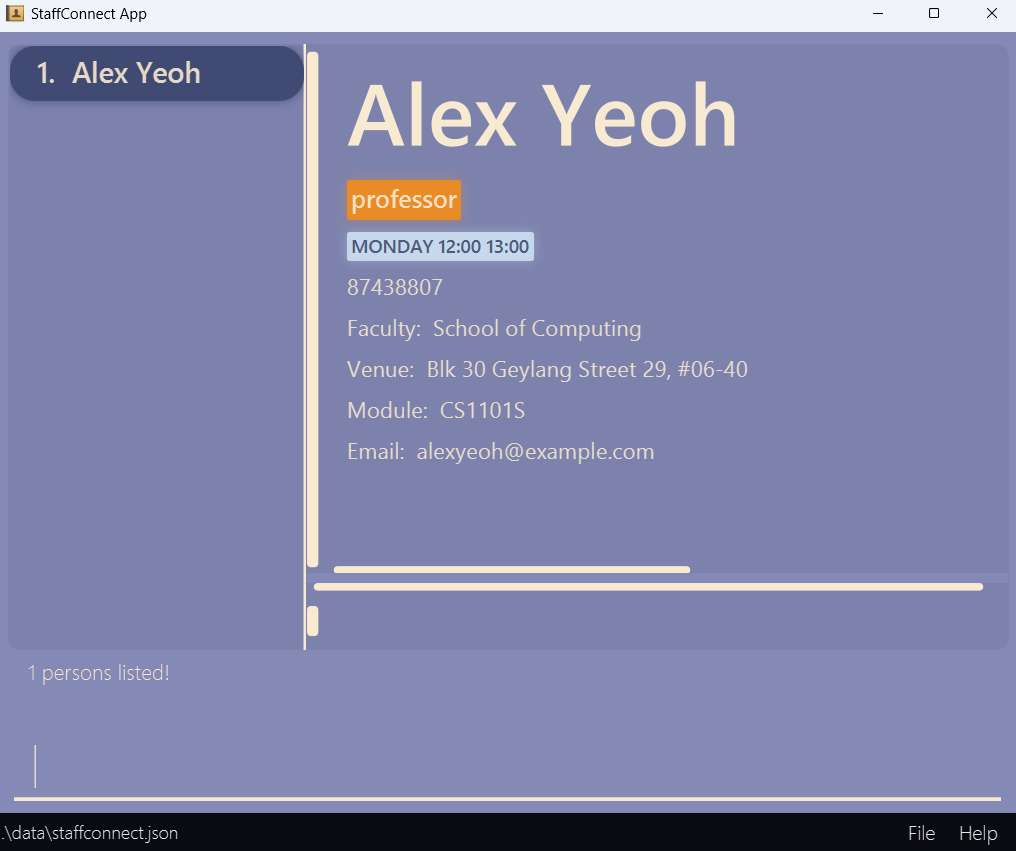 StaffConnect App
1. Alex Yeoh
Alex Yeoh
professor
MONDAY 12:00 13:00
87438807
Faculty: School of Computing
Venue: Blk 30 Geylang Street 29, #06-40
Module: CS1101S
Email: alexyeoh@example.com
1 persons listed!
.\data\staffconnect.json File Help